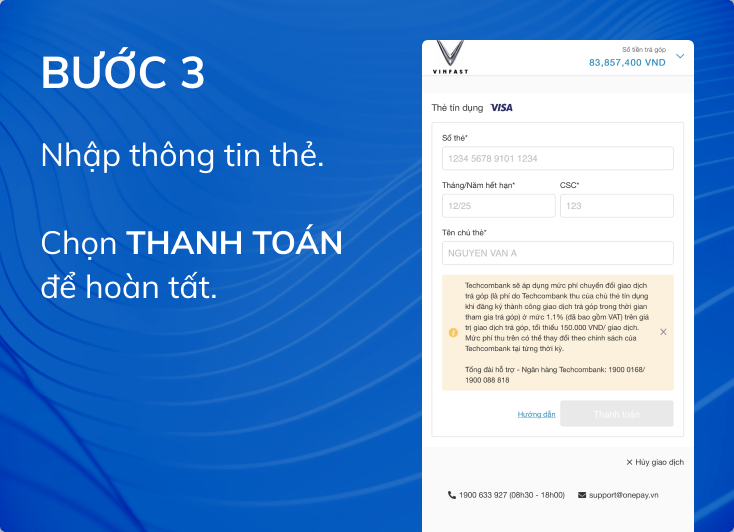 BƯỚC 3
Nhập thông tin thẻ.
Chọn THANH TOÁN
để hoàn tất.
VINFAST
Số tiền trả góp
83,857,400 VND
Thẻ tín dụng VISA
Số thẻ*
1234 5678 9101 1234
Tháng/Năm hết hạn* CSC*
12/25 123
Tên chủ thẻ*
NGUYEN VAN A
Techcombank sẽ áp dụng mức phí chuyển đổi giao dịch
trả góp (là phí do Techcombank thu của chủ thẻ tín dụng
khi đăng ký thành công giao dịch trả góp trong thời gian
tham gia trả góp) ở mức 1.1% (đã bao gồm VAT) trên giá
trị giao dịch trả góp, tối thiểu 150.000 VND/ giao dịch.
Mức phí thu trên có thể thay đổi theo chính sách của
Techcombank tại từng thời kỳ.
Tổng đài hỗ trợ - Ngân hàng Techcombank: 1900 0168/
1900 088 818
Hướng dẫn Thanh toán
Hủy giao dịch
1900 633 927 (08h30 - 18h00) support@onepay.vn